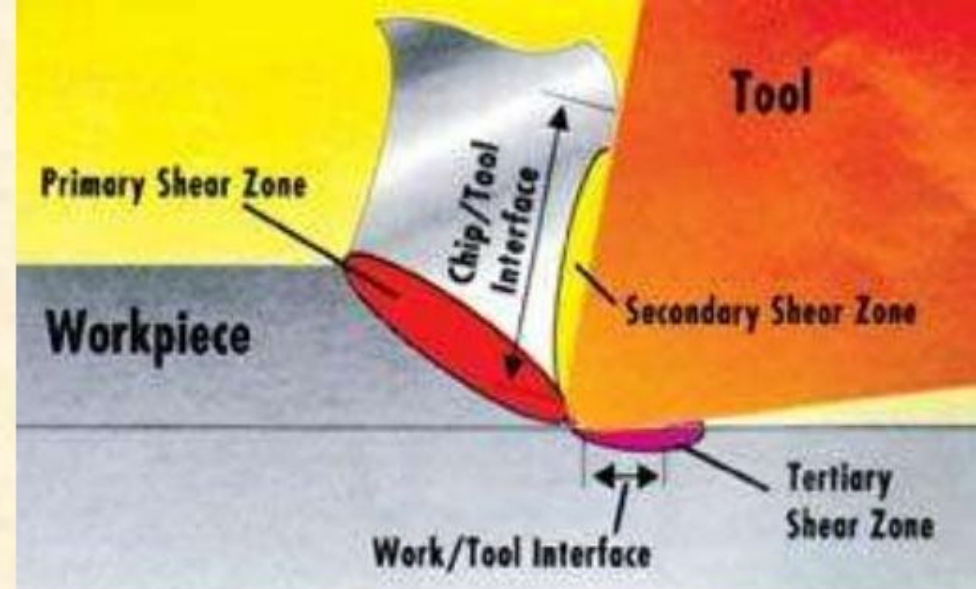 Tool
Primary Shear Zone
Chip/Tool
Interface
Secondary Shear Zone
Workpiece
Tertiary
Shear Zone
Work/Tool Interface